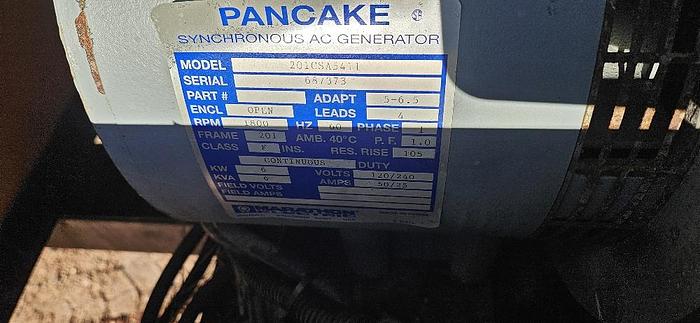 PANCAKE
SYNCHRONOUS AC GENERATOR
MODEL 201CSA5411
SERIAL 687373
PART # ADAPT 5-6.5
ENCL OPEN LEADS 4
RPM 1800 HZ 60 PHASE 1
FRAME 201 AMB. 40°C P.F. 1.0
CLASS F INS. RES. RISE 105
CONTINUOUS DUTY
KW 6 VOLTS 120/240
KVA 6 AMPS 50/25
FIELD VOLTS
FIELD AMPS
MARATHON